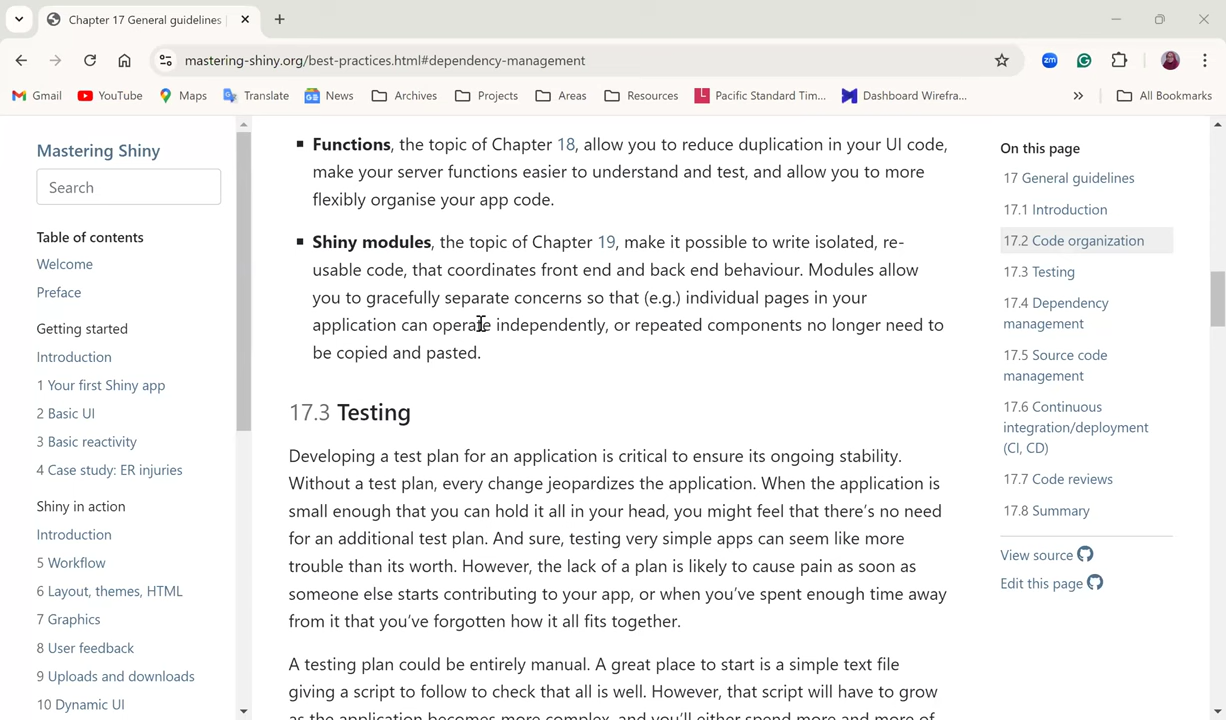 Chapter 17 General guidelines
mastering-shiny.org/best-practices.html#dependency-management
zm
Gmail
YouTube
Maps
Translate
News
Archives
Projects
Areas
Resources
Pacific Standard Tim...
Dashboard Wirefra...
»
All Bookmarks
Mastering Shiny
Search
Table of contents
Welcome
Preface
Getting started
Introduction
1 Your first Shiny app
2 Basic UI
3 Basic reactivity
4 Case study: ER injuries
Shiny in action
Introduction
5 Workflow
6 Layout, themes, HTML
7 Graphics
8 User feedback
9 Uploads and downloads
10 Dynamic UI
Functions, the topic of Chapter 18, allow you to reduce duplication in your UI code,
make your server functions easier to understand and test, and allow you to more
flexibly organise your app code.
Shiny modules, the topic of Chapter 19, make it possible to write isolated, re-
usable code, that coordinates front end and back end behaviour. Modules allow
you to gracefully separate concerns so that (e.g.) individual pages in your
application can operate independently, or repeated components no longer need to
be copied and pasted.
17.3 Testing
Developing a test plan for an application is critical to ensure its ongoing stability.
Without a test plan, every change jeopardizes the application. When the application is
small enough that you can hold it all in your head, you might feel that there's no need
for an additional test plan. And sure, testing very simple apps can seem like more
trouble than its worth. However, the lack of a plan is likely to cause pain as soon as
someone else starts contributing to your app, or when you've spent enough time away
from it that you've forgotten how it all fits together.
A testing plan could be entirely manual. A great place to start is a simple text file
giving a script to follow to check that all is well. However, that script will have to grow
as the application becomes more complex, and you'll either spend more and more of
On this page
17 General guidelines
17.1 Introduction
17.2 Code organization
17.3 Testing
17.4 Dependency
management
17.5 Source code
management
17.6 Continuous
integration/deployment
(CI, CD)
17.7 Code reviews
17.8 Summary
View source
Edit this page